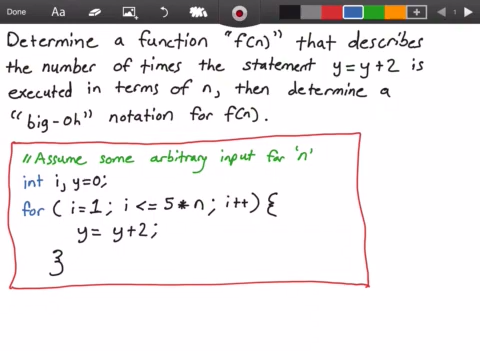 Done
Aa
Determine a function "f(n)" that describes
the number of times the statement y=y+2 is
executed in terms of n, then determine a
"big-oh" notation for f(n).
//Assume some arbitrary input for 'n'
int i, y=0;
for ( i=1; i <= 5*n; i++) {
y= y+2;
}